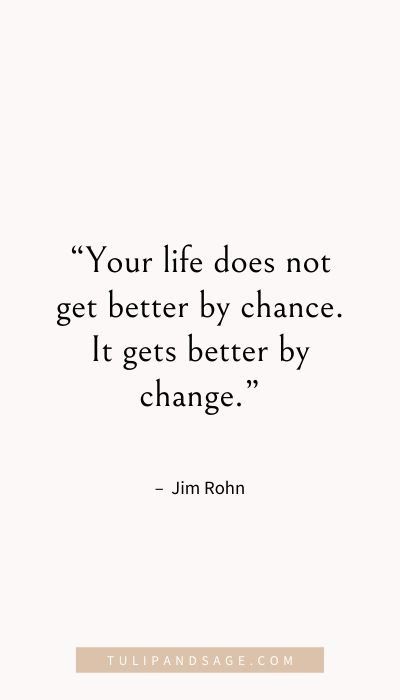 “Your life does not
get better by chance.
It gets better by
change.”
– Jim Rohn
TULIPANDSAGE.COM